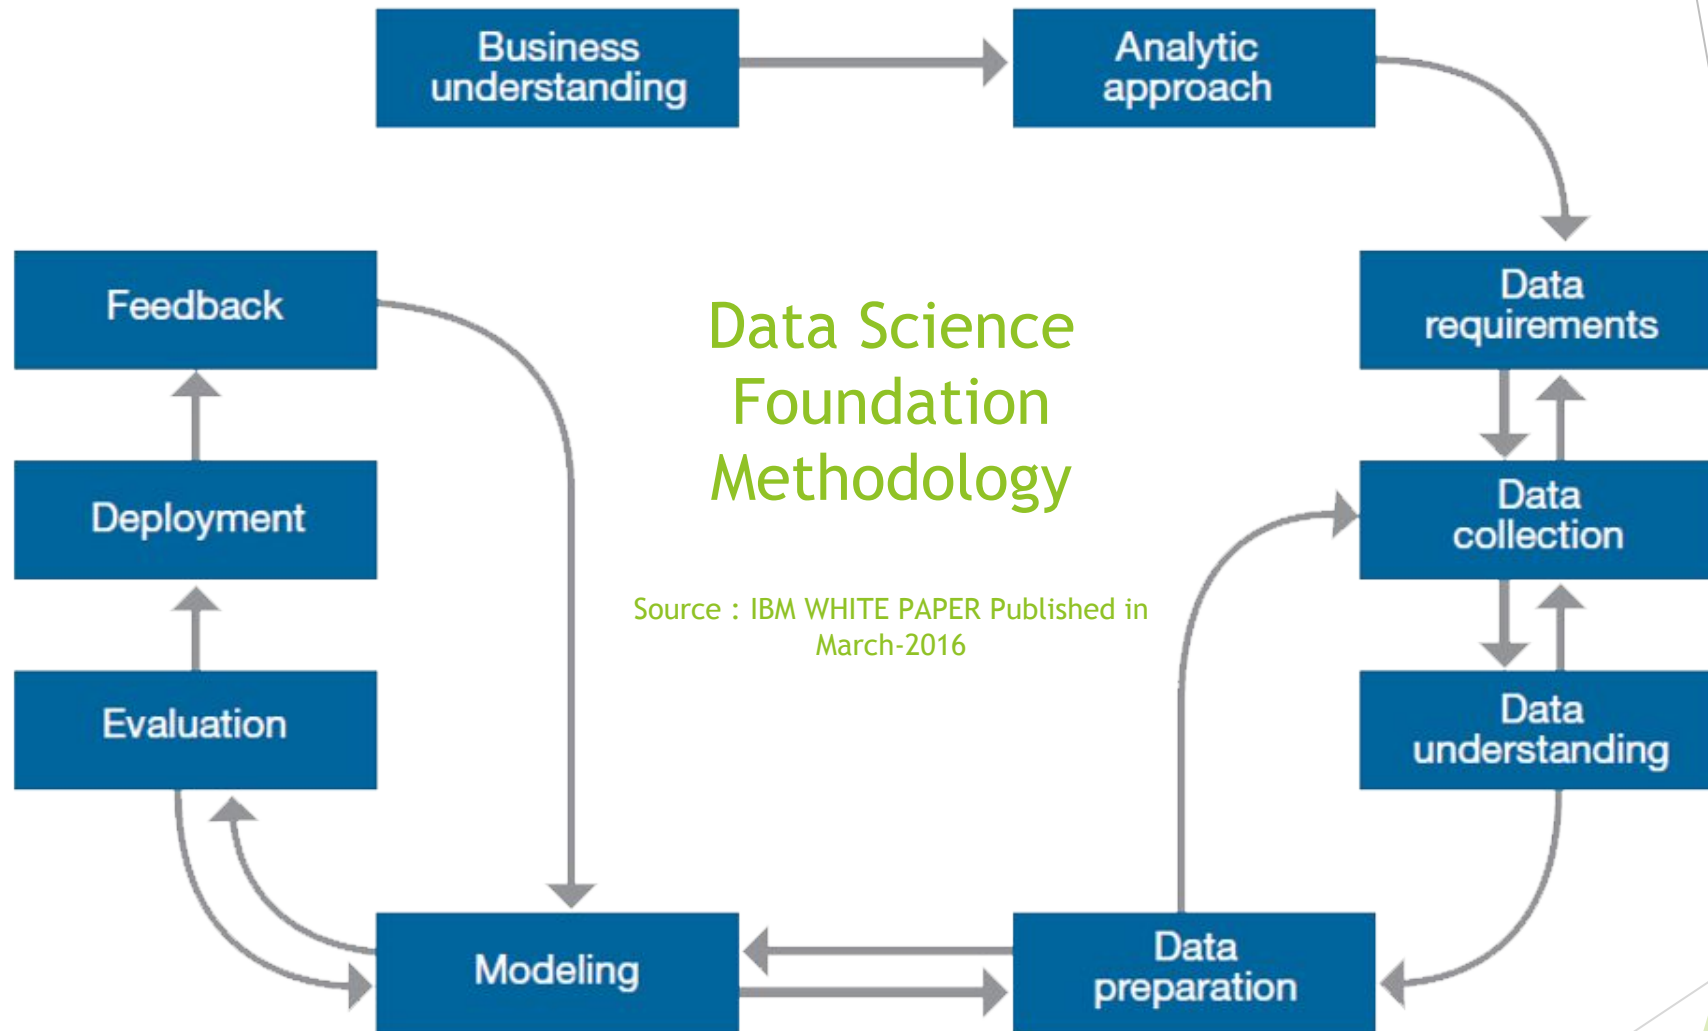 Business
understanding
Analytic
approach
Data
requirements
Data
collection
Data
understanding
Data
preparation
Modeling
Evaluation
Deployment
Feedback
Data Science
Foundation
Methodology
Source : IBM WHITE PAPER Published in
March-2016